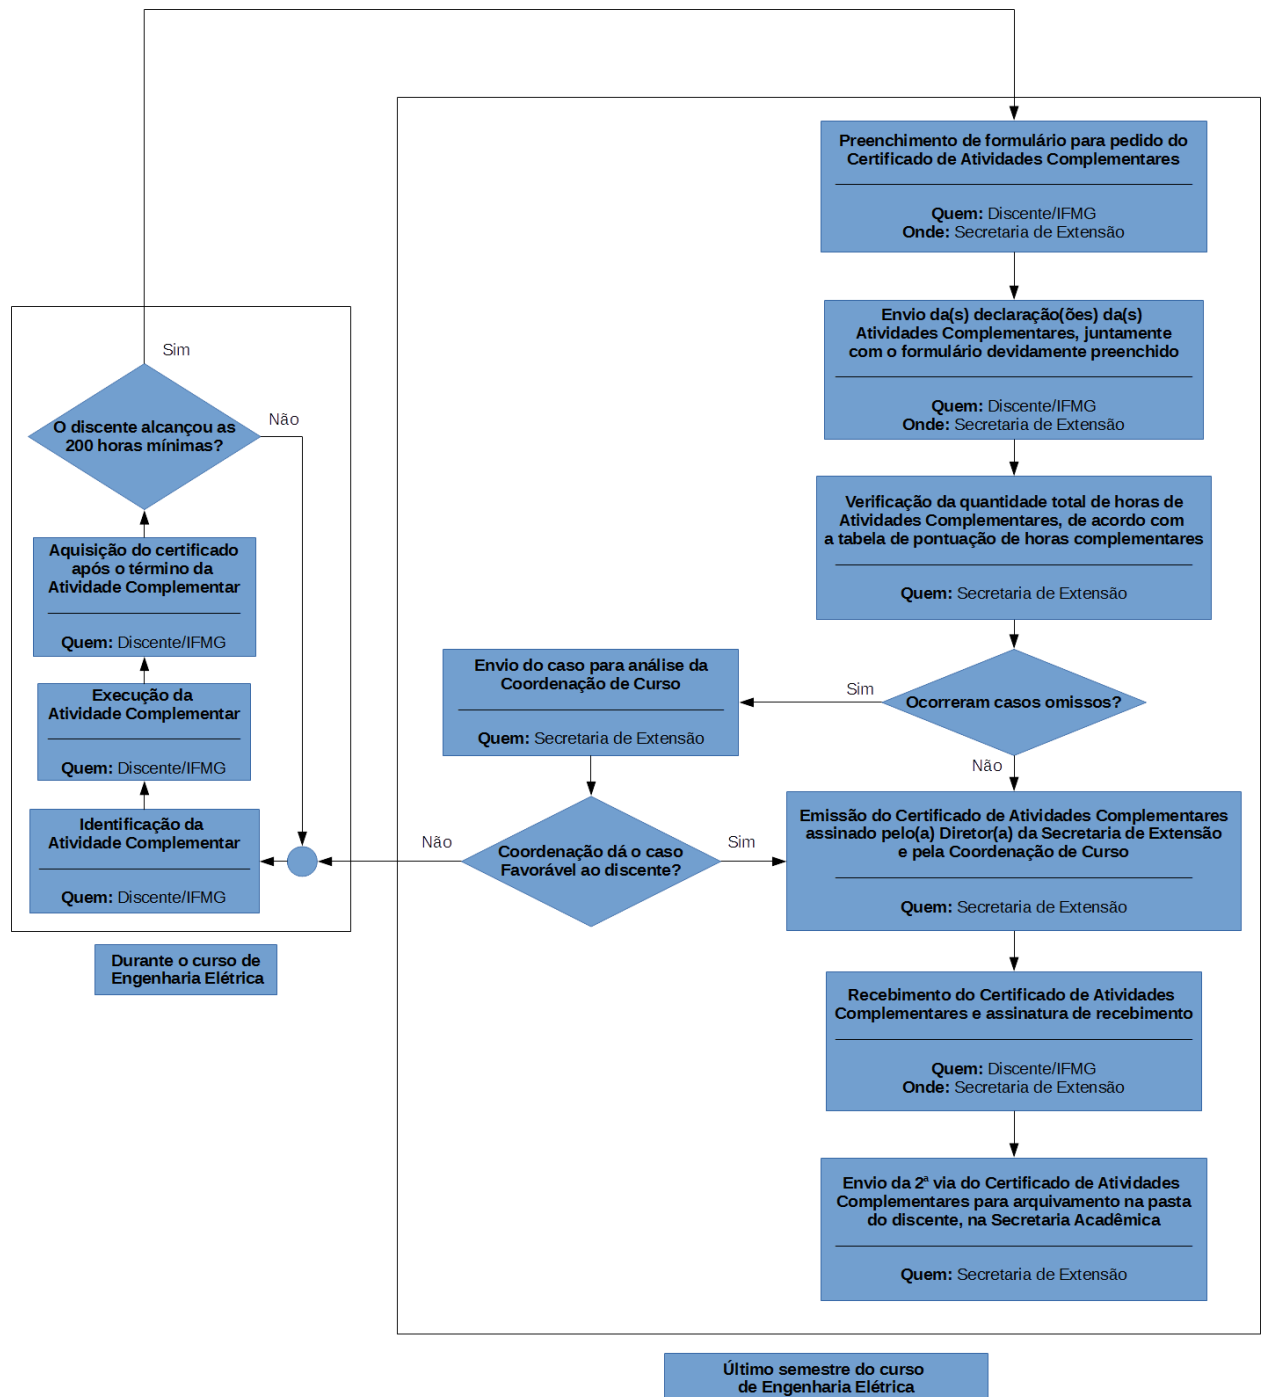 Preenchimento de formulário para pedido do
Certificado de Atividades Complementares
Quem: Discente/IFMG
Onde: Secretaria de Extensão
Envio da(s) declaração(ões) da(s)
Atividades Complementares, juntamente
com o formulário devidamente preenchido
Quem: Discente/IFMG
Onde: Secretaria de Extensão
Sim
Não
O discente alcançou as
200 horas mínimas?
Verificação da quantidade total de horas de
Atividades Complementares, de acordo com
a tabela de pontuação de horas complementares
Quem: Secretaria de Extensão
Aquisição do certificado
após o término da
Atividade Complementar
Quem: Discente/IFMG
Envio do caso para análise da
Coordenação de Curso
Quem: Secretaria de Extensão
Sim
Ocorreram casos omissos?
Não
Execução da
Atividade Complementar
Quem: Discente/IFMG
Identificação da
Atividade Complementar
Quem: Discente/IFMG
Não
Coordenação dá o caso
Favorável ao discente?
Sim
Emissão do Certificado de Atividades Complementares
assinado pelo(a) Diretor(a) da Secretaria de Extensão
e pela Coordenação de Curso
Quem: Secretaria de Extensão
Durante o curso de
Engenharia Elétrica
Recebimento do Certificado de Atividades
Complementares e assinatura de recebimento
Quem: Discente/IFMG
Onde: Secretaria de Extensão
Envio da 2ª via do Certificado de Atividades
Complementares para arquivamento na pasta
do discente, na Secretaria Acadêmica
Quem: Secretaria de Extensão
Último semestre do curso
de Engenharia Elétrica